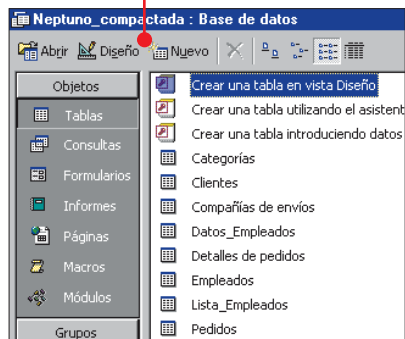 Neptuno_compactada : Base de datos
Abrir Diseño Nuevo
Objetos
Tablas
Consultas
Formularios
Informes
Páginas
Macros
Módulos
Grupos
Crear una tabla en vista Diseño
Crear una tabla utilizando el asistent
Crear una tabla introduciendo datos
Categorías
Clientes
Compañías de envíos
Datos_Empleados
Detalles de pedidos
Empleados
Lista_Empleados
Pedidos